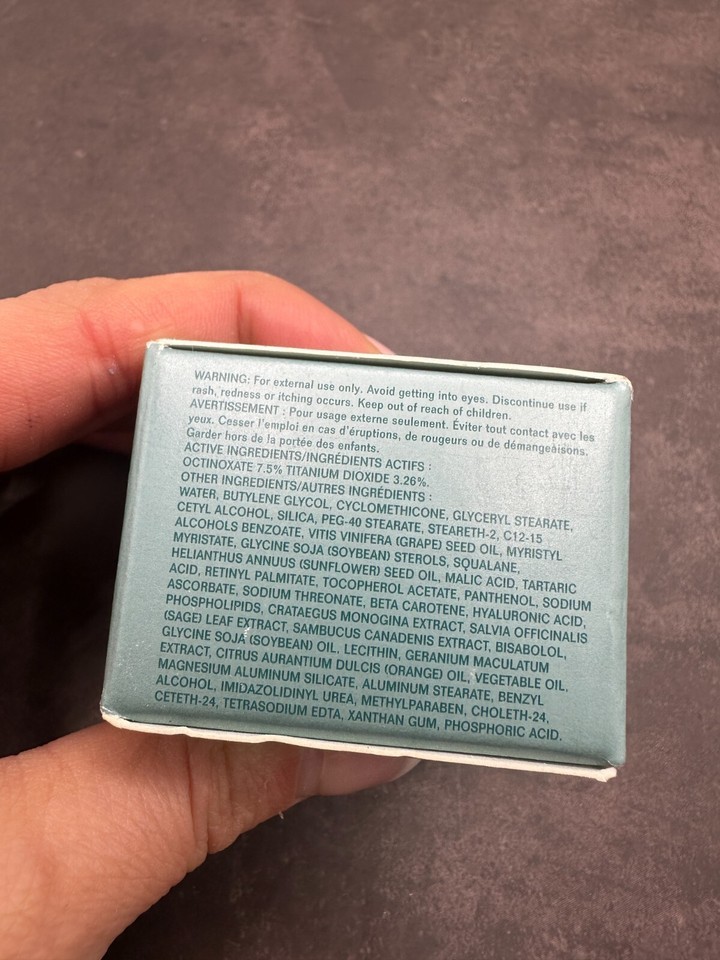 WARNING: For external use only. Avoid getting into eyes. Discontinue use if
rash, redness or itching occurs. Keep out of reach of children.
AVERTISSEMENT : Pour usage externe seulement. Éviter tout contact avec les
yeux. Cesser l'emploi en cas d'éruptions, de rougeurs ou de démangeaisons.
Garder hors de la portée des enfants.
ACTIVE INGREDIENTS/INGRÉDIENTS ACTIFS :
OCTINOXATE 7.5% TITANIUM DIOXIDE 3.26%.
OTHER INGREDIENTS/AUTRES INGRÉDIENTS :
WATER, BUTYLENE GLYCOL, CYCLOMETHICONE, GLYCERYL STEARATE,
CETYL ALCOHOL, SILICA, PEG-40 STEARATE, STEARETH-2, C12-15
ALCOHOLS BENZOATE, VITIS VINIFERA (GRAPE) SEED OIL, MYRISTYL
MYRISTATE, GLYCINE SOJA (SOYBEAN) STEROLS, SQUALANE,
HELIANTHUS ANNUUS (SUNFLOWER) SEED OIL, MALIC ACID, TARTARIC
ACID, RETINYL PALMITATE, TOCOPHEROL ACETATE, PANTHENOL, SODIUM
ASCORBATE, SODIUM THREONATE, BETA CAROTENE, HYALURONIC ACID,
PHOSPHOLIPIDS, CRATAEGUS MONOGINA EXTRACT, SALVIA OFFICINALIS
(SAGE) LEAF EXTRACT, SAMBUCUS CANADENIS EXTRACT, BISABOLOL,
GLYCINE SOJA (SOYBEAN) OIL, LECITHIN, GERANIUM MACULATUM
EXTRACT, CITRUS AURANTIUM DULCIS (ORANGE) OIL, VEGETABLE OIL,
MAGNESIUM ALUMINUM SILICATE, ALUMINUM STEARATE, BENZYL
ALCOHOL, IMIDAZOLIDINYL UREA, METHYLPARABEN, CHOLETH-24,
CETETH-24, TETRASODIUM EDTA, XANTHAN GUM, PHOSPHORIC ACID.